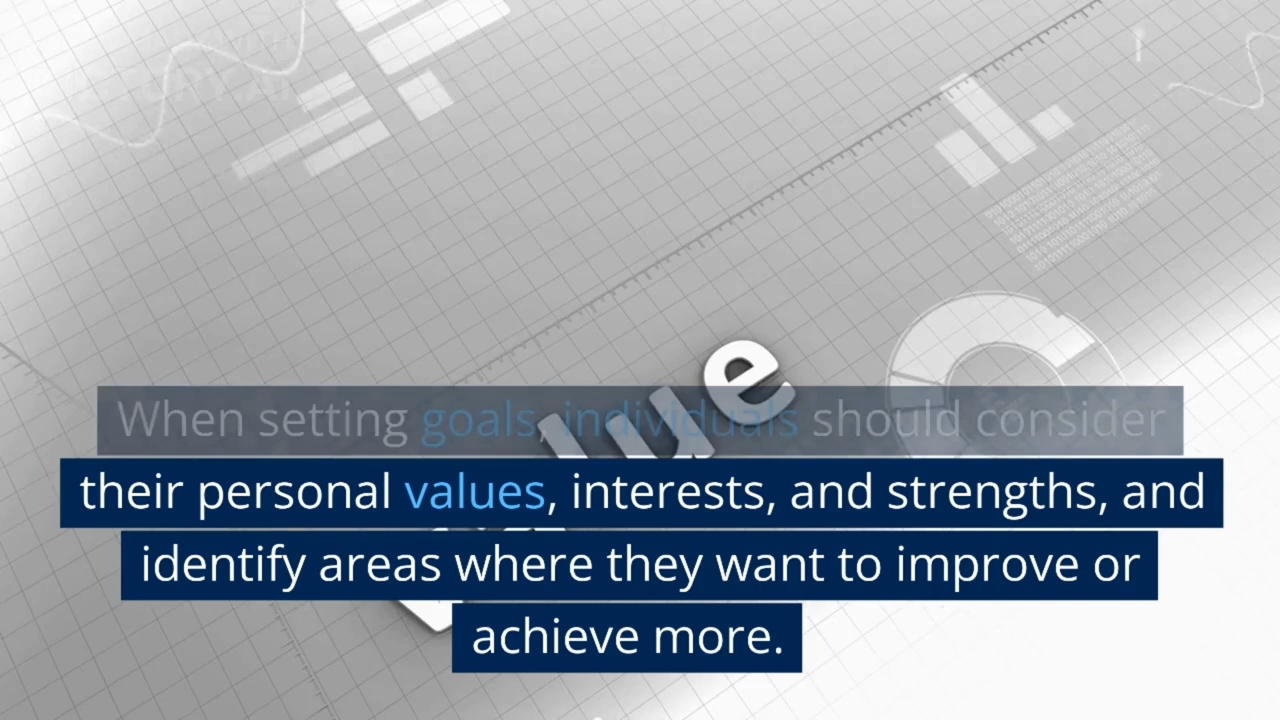 When setting goals, individuals should consider
their personal values, interests, and strengths, and
identify areas where they want to improve or
achieve more.